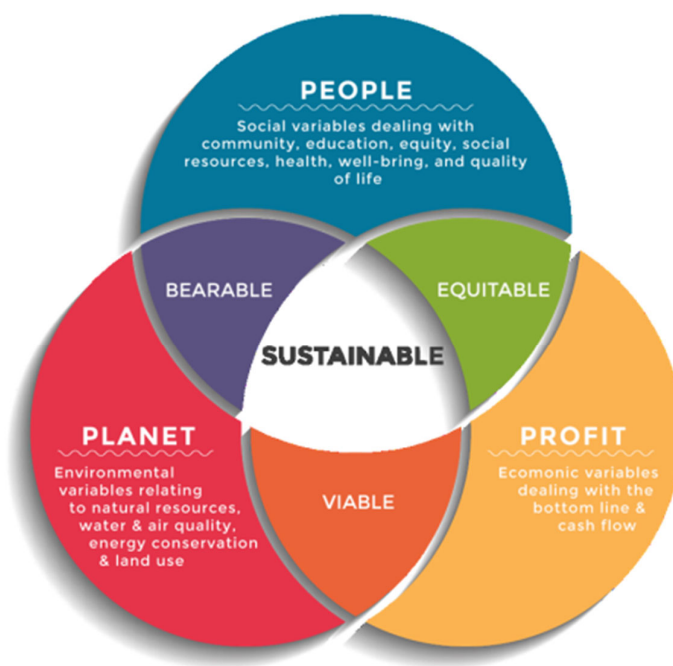 PEOPLE
Social variables dealing with
community, education, equity, social
resources, health, well-bring, and quality
of life
BEARABLE
EQUITABLE
SUSTAINABLE
PLANET
Environmental
variables relating
to natural resources,
water & air quality,
energy conservation
& land use
PROFIT
Ecomonic variables
dealing with the
bottom line &
cash flow
VIABLE